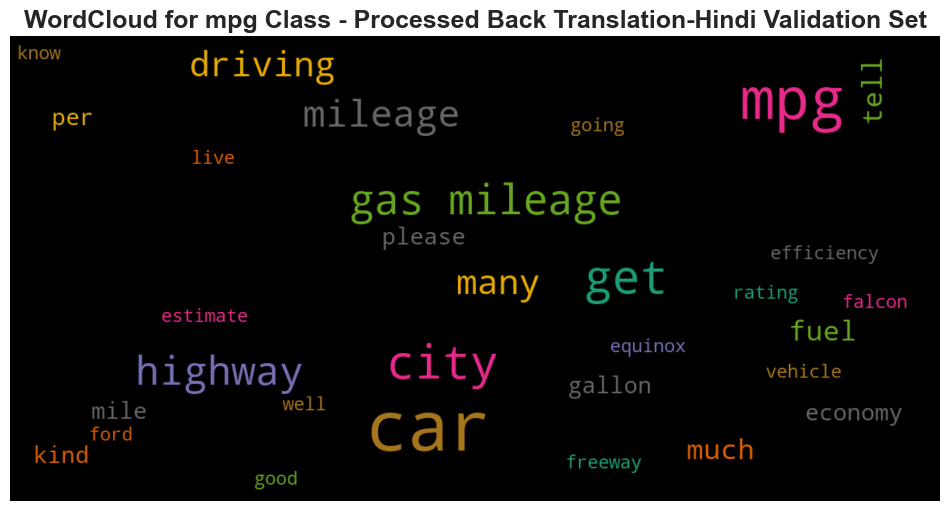 WordCloud for mpg Class - Processed Back Translation-Hindi Validation Set
know
driving
mpg
tell
per
mileage
going
live
gas mileage
please
efficiency
many
get
rating
falcon
estimate
fuel
equinox
highway
city
vehicle
gallon
mile
well
car
economy
ford
kind
much
freeway
good